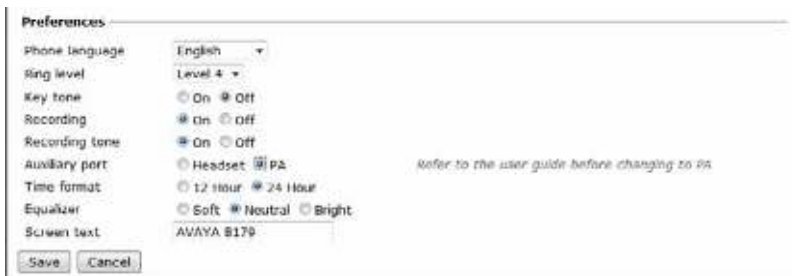 Preferences
Phone language English
Ring level Level 4
Key tone On Off
Recording On Off
Recording tone On Off
Auxiliary port Headset PA Refer to the user guide before changing to PA
Time format 12 Hour 24 Hour
Equalizer Soft Neutral Bright
Screen text AVAYA B179
Save Cancel